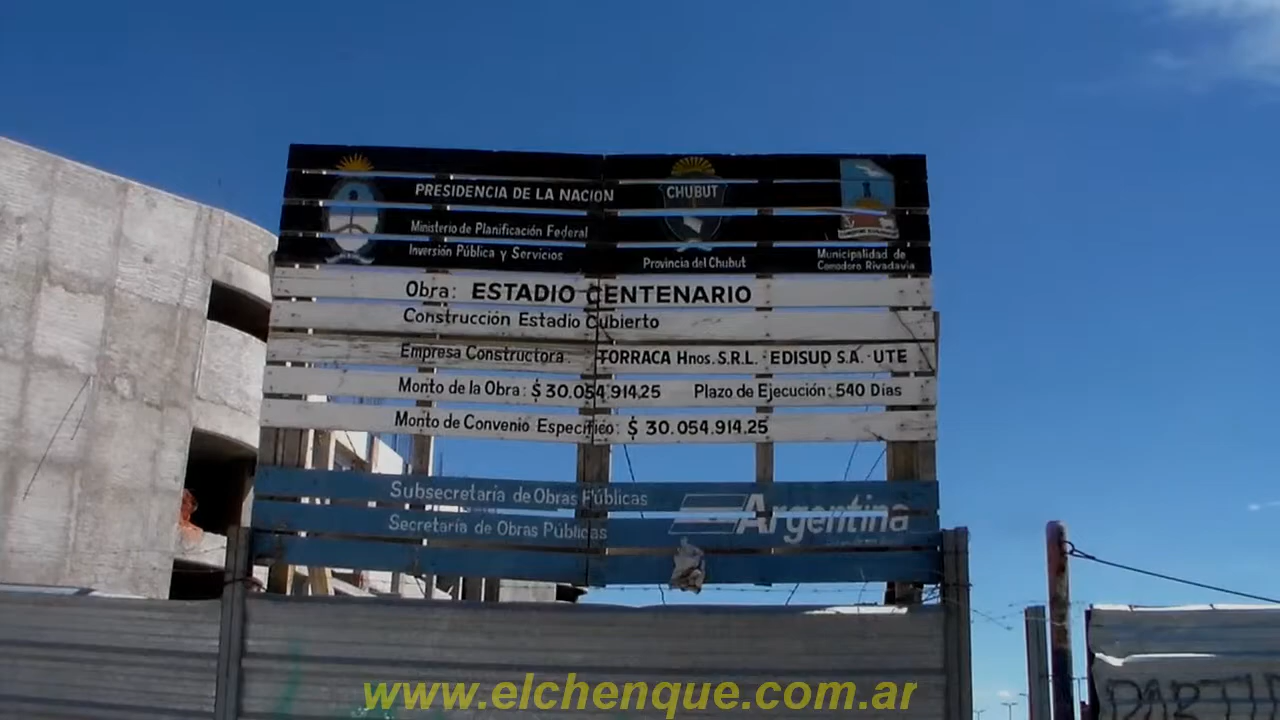 PRESIDENCIA DE LA NACION
Ministerio de Planificación Federal
Inversión Pública y Servicios
CHUBUT
Provincia del Chubut
Municipalidad de
Comodoro Rivadavia
Obra: ESTADIO CENTENARIO
Construcción Estadio Cubierto
Empresa Constructora: TORRACA Hnos. S.R.L. - EDISUD S.A. - UTE
Monto de la Obra: $ 30.054.914.25 Plazo de Ejecución: 540 Días
Monto de Convenio Específico: $ 30.054.914.25
Subsecretaría de Obras Públicas
Secretaría de Obras Públicas
Argentina
www.elchenque.com.ar